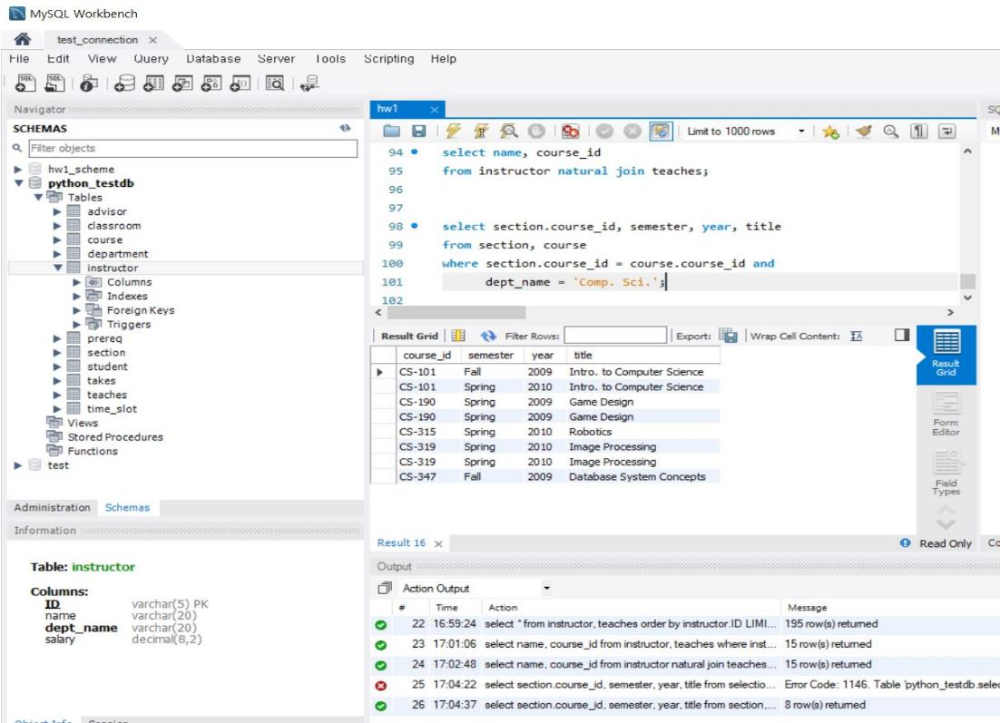 MySQL Workbench
test_connection ×
File Edit View Query Database Server Tools Scripting Help
Navigator
SCHEMAS
Filter objects
hw1_scheme
python_testdb
Tables
advisor
classroom
course
department
instructor
Columns
Indexes
Foreign Keys
Triggers
prereq
section
student
takes
teaches
time_slot
Views
Stored Procedures
Functions
test
Administration Schemas
Information
Table: instructor
Columns:
ID varchar(5) PK
name varchar(20)
dept_name varchar(20)
salary decimal(8,2)
hw1 ×
Limit to 1000 rows
94 select name, course_id
95 from instructor natural join teaches;
96
97
98 select section.course_id, semester, year, title
99 from section, course
100 where section.course_id = course.course_id and
101 dept_name = 'Comp. Sci.';
102
Result Grid Filter Rows: Export: Wrap Cell Content: IA
course_id semester year title
CS-101 Fall 2009 Intro. to Computer Science
CS-101 Spring 2010 Intro. to Computer Science
CS-190 Spring 2009 Game Design
CS-190 Spring 2009 Game Design
CS-315 Spring 2010 Robotics
CS-319 Spring 2010 Image Processing
CS-319 Spring 2010 Image Processing
CS-347 Fall 2009 Database System Concepts
Result Grid
Form Editor
Field Types
Result 16 × Read Only
Output
Action Output
# Time Action Message
22 16:59:24 select * from instructor, teaches order by instructor.ID LIMI... 195 row(s) returned
23 17:01:06 select name, course_id from instructor, teaches where inst... 15 row(s) returned
24 17:02:48 select name, course_id from instructor natural join teaches... 15 row(s) returned
25 17:04:22 select section.course_id, semester, year, title from selectio... Error Code: 1146. Table 'python_testdb.selec
26 17:04:37 select section.course_id, semester, year, title from section,... 8 row(s) returned